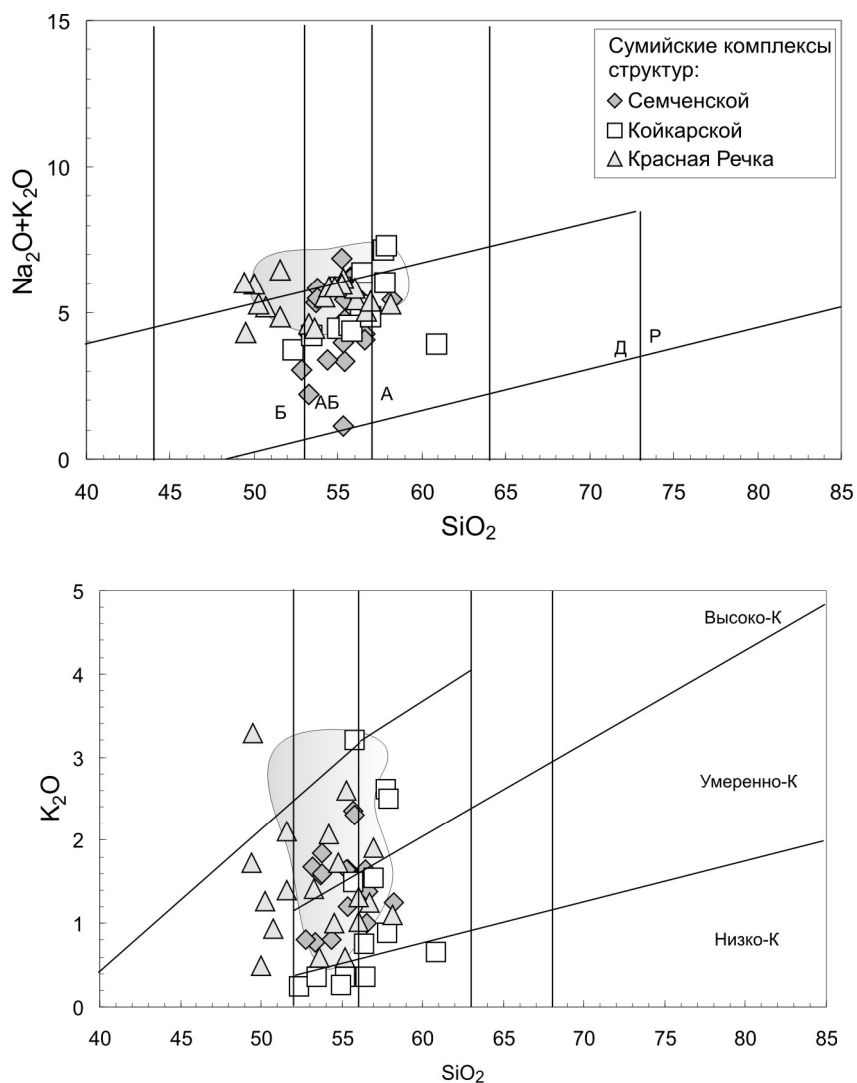 15
10
5
0
Na₂O+K₂O
Сумийские комплексы
структур:
Семченской
Койкарской
Красная Речка
Б
АБ
А
Д
Р
40 45 50 55 60 65 70 75 80 85
SiO₂
5
4
3
2
1
0
K₂O
Высоко-К
Умеренно-К
Низко-К
40 45 50 55 60 65 70 75 80 85
SiO₂